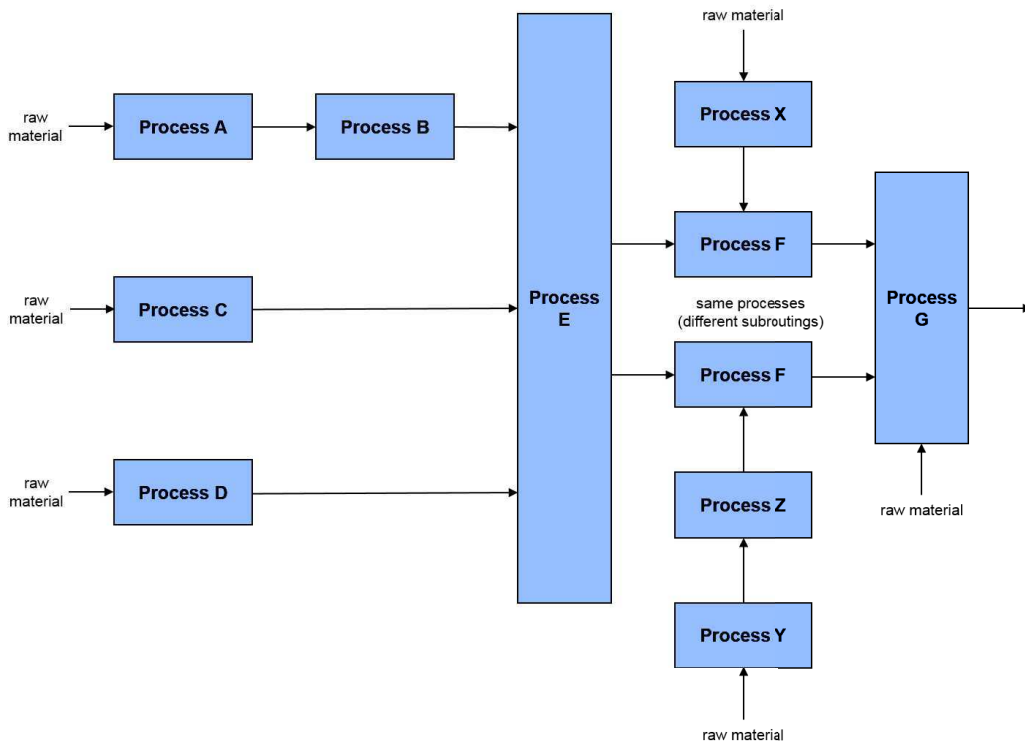 raw material
Process X
raw
material
Process A
Process B
Process F
raw
material
Process C
Process
E
same processes
(different subroutings)
Process
G
Process F
raw
material
Process D
Process Z
raw material
Process Y
raw material